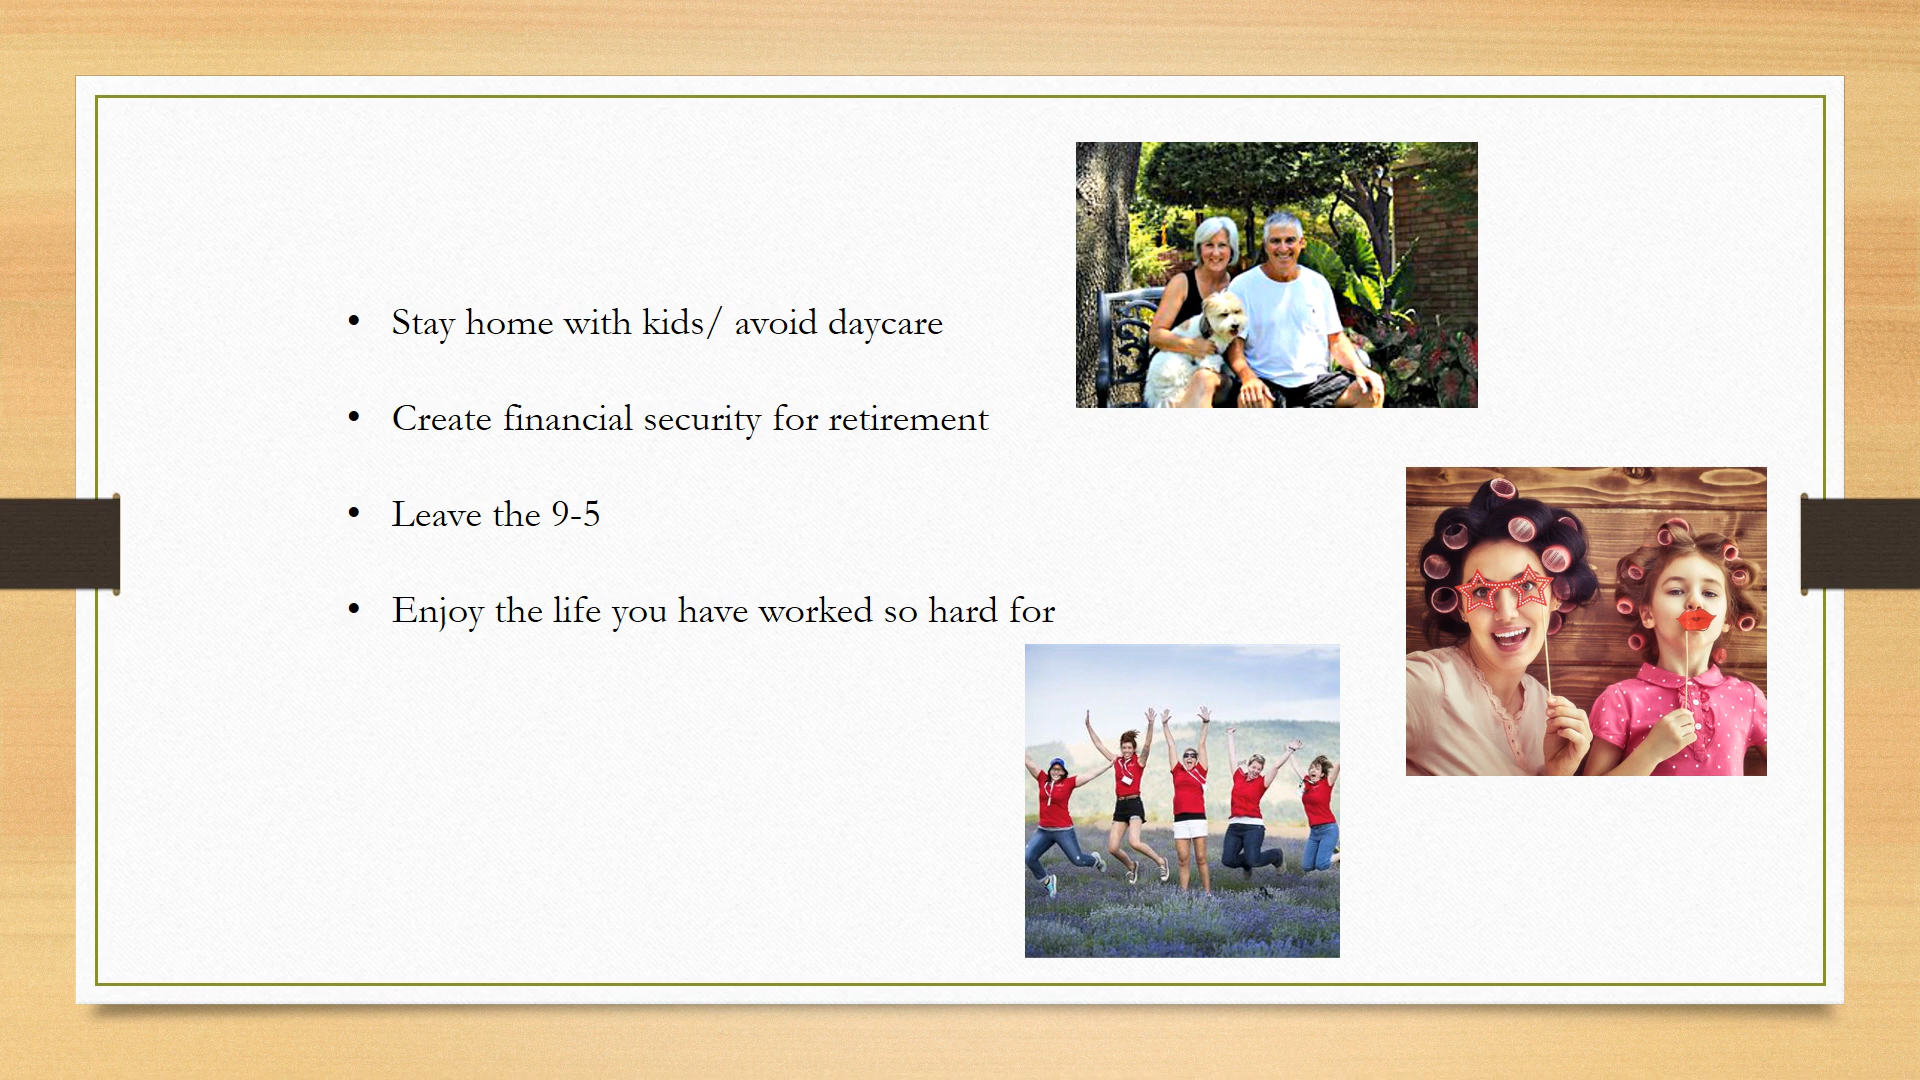 • Stay home with kids/ avoid daycare
• Create financial security for retirement
• Leave the 9-5
• Enjoy the life you have worked so hard for